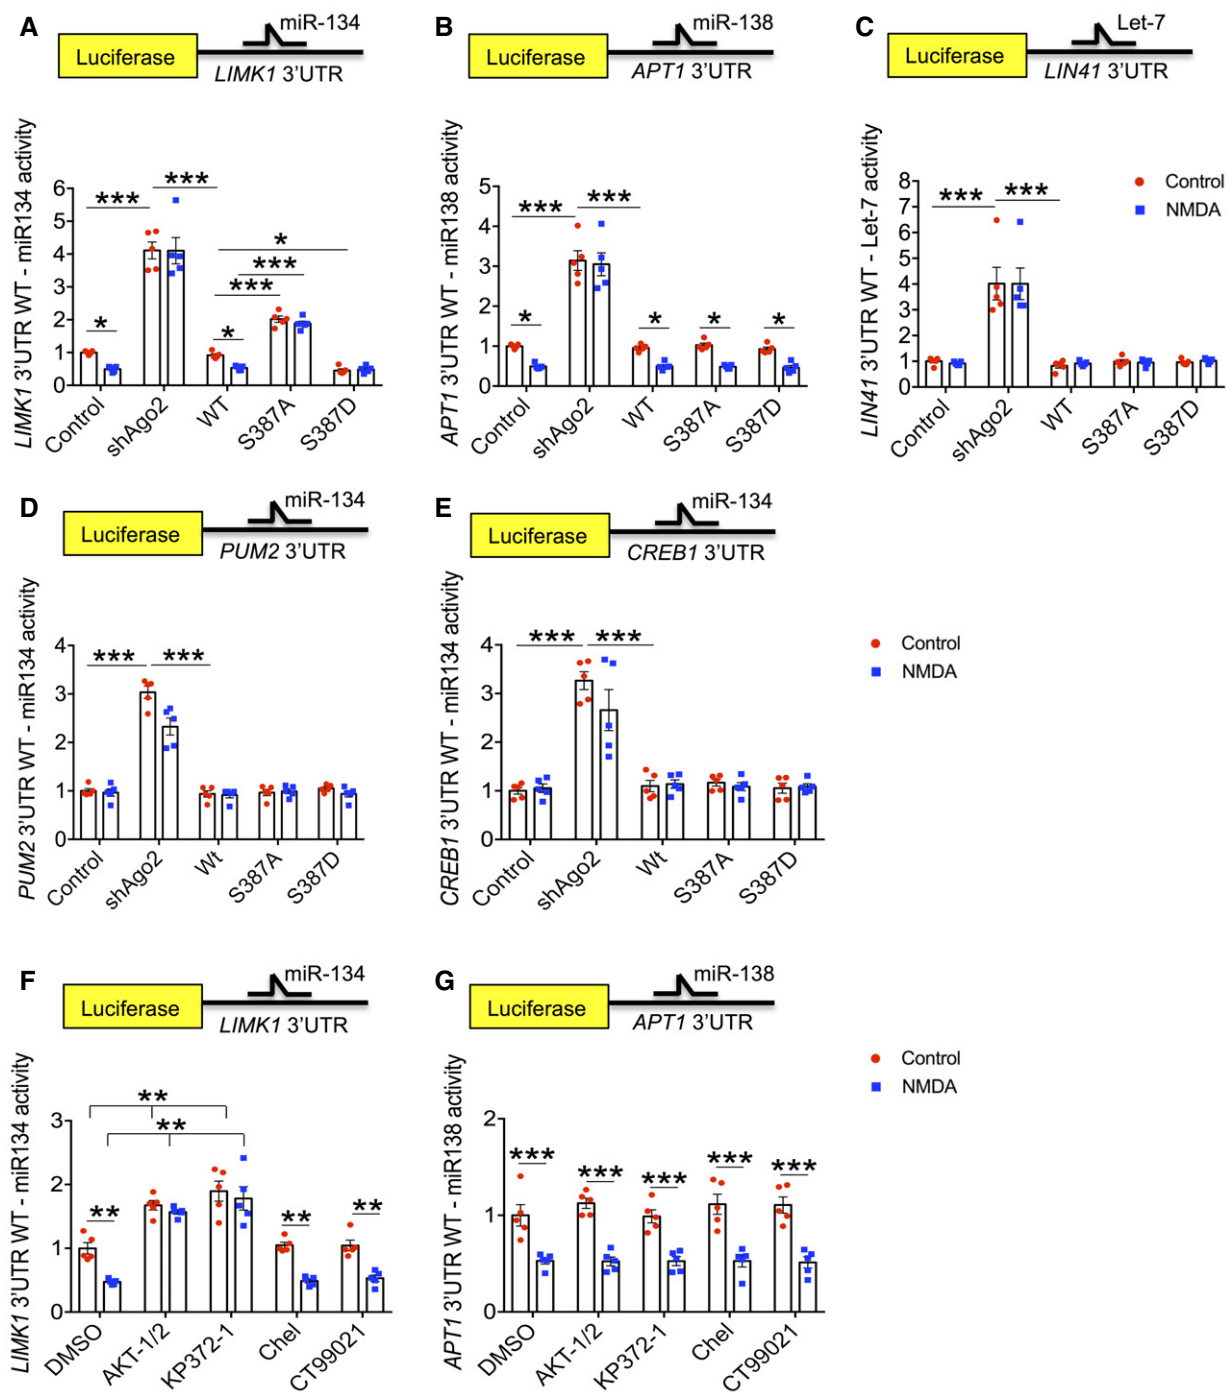 A
miR-134
Luciferase
LIMK1 3'UTR
LIMK1 3'UTR WT - miR134 activity
6
5
4
3
2
1
0
***
***
*
***
***
*
*
Control
shAgo2
WT
S387A
S387D
B
miR-138
Luciferase
APT1 3'UTR
APT1 3'UTR WT - miR138 activity
5
4
3
2
1
0
***
***
*
*
*
*
Control
shAgo2
WT
S387A
S387D
C
Let-7
Luciferase
LIN41 3'UTR
LIN41 3'UTR WT - Let-7 activity
8
7
6
5
4
3
2
1
0
***
***
Control
NMDA
Control
shAgo2
WT
S387A
S387D
D
miR-134
Luciferase
PUM2 3'UTR
PUM2 3'UTR WT - miR134 activity
4
3
2
1
0
***
***
Control
shAgo2
Wt
S387A
S387D
E
miR-134
Luciferase
CREB1 3'UTR
CREB1 3'UTR WT - miR134 activity
4
3
2
1
0
***
***
Control
shAgo2
Wt
S387A
S387D
Control
NMDA
F
miR-134
Luciferase
LIMK1 3'UTR
LIMK1 3'UTR WT - miR134 activity
3
2
1
0
**
**
**
**
**
DMSO
AKT-1/2
KP372-1
Chel
CT99021
G
miR-138
Luciferase
APT1 3'UTR
APT1 3'UTR WT - miR138 activity
2
1
0
***
***
***
***
***
DMSO
AKT-1/2
KP372-1
Chel
CT99021
Control
NMDA